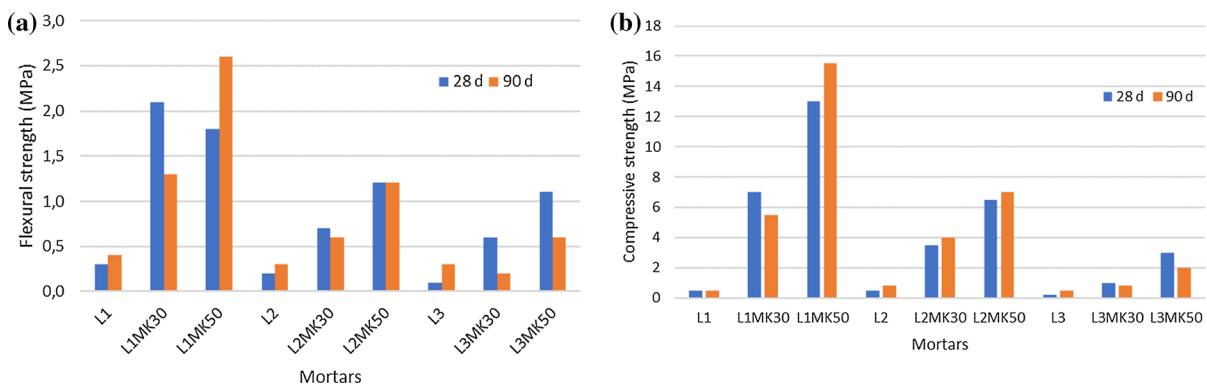 (a)
Flexural strength (MPa)
3,0
2,5
2,0
1,5
1,0
0,5
0,0
28 d
90 d
L1
L1MK30
L1MK50
L2
L2MK30
L2MK50
L3
L3MK30
L3MK50
Mortars
(b)
Compressive strength (MPa)
18
16
14
12
10
8
6
4
2
0
28 d
90 d
L1
L1MK30
L1MK50
L2
L2MK30
L2MK50
L3
L3MK30
L3MK50
Mortars